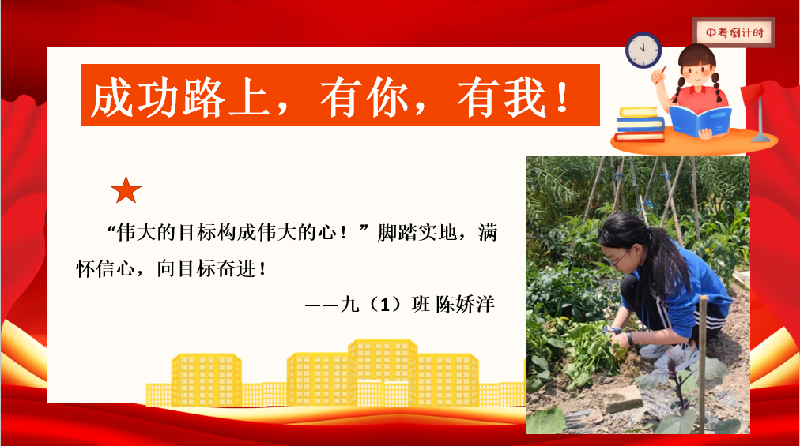 中考倒计时
成功路上，有你，有我！
“伟大的目标构成伟大的心！”脚踏实地，满
怀信心，向目标奋进！
——九（1）班 陈娇洋